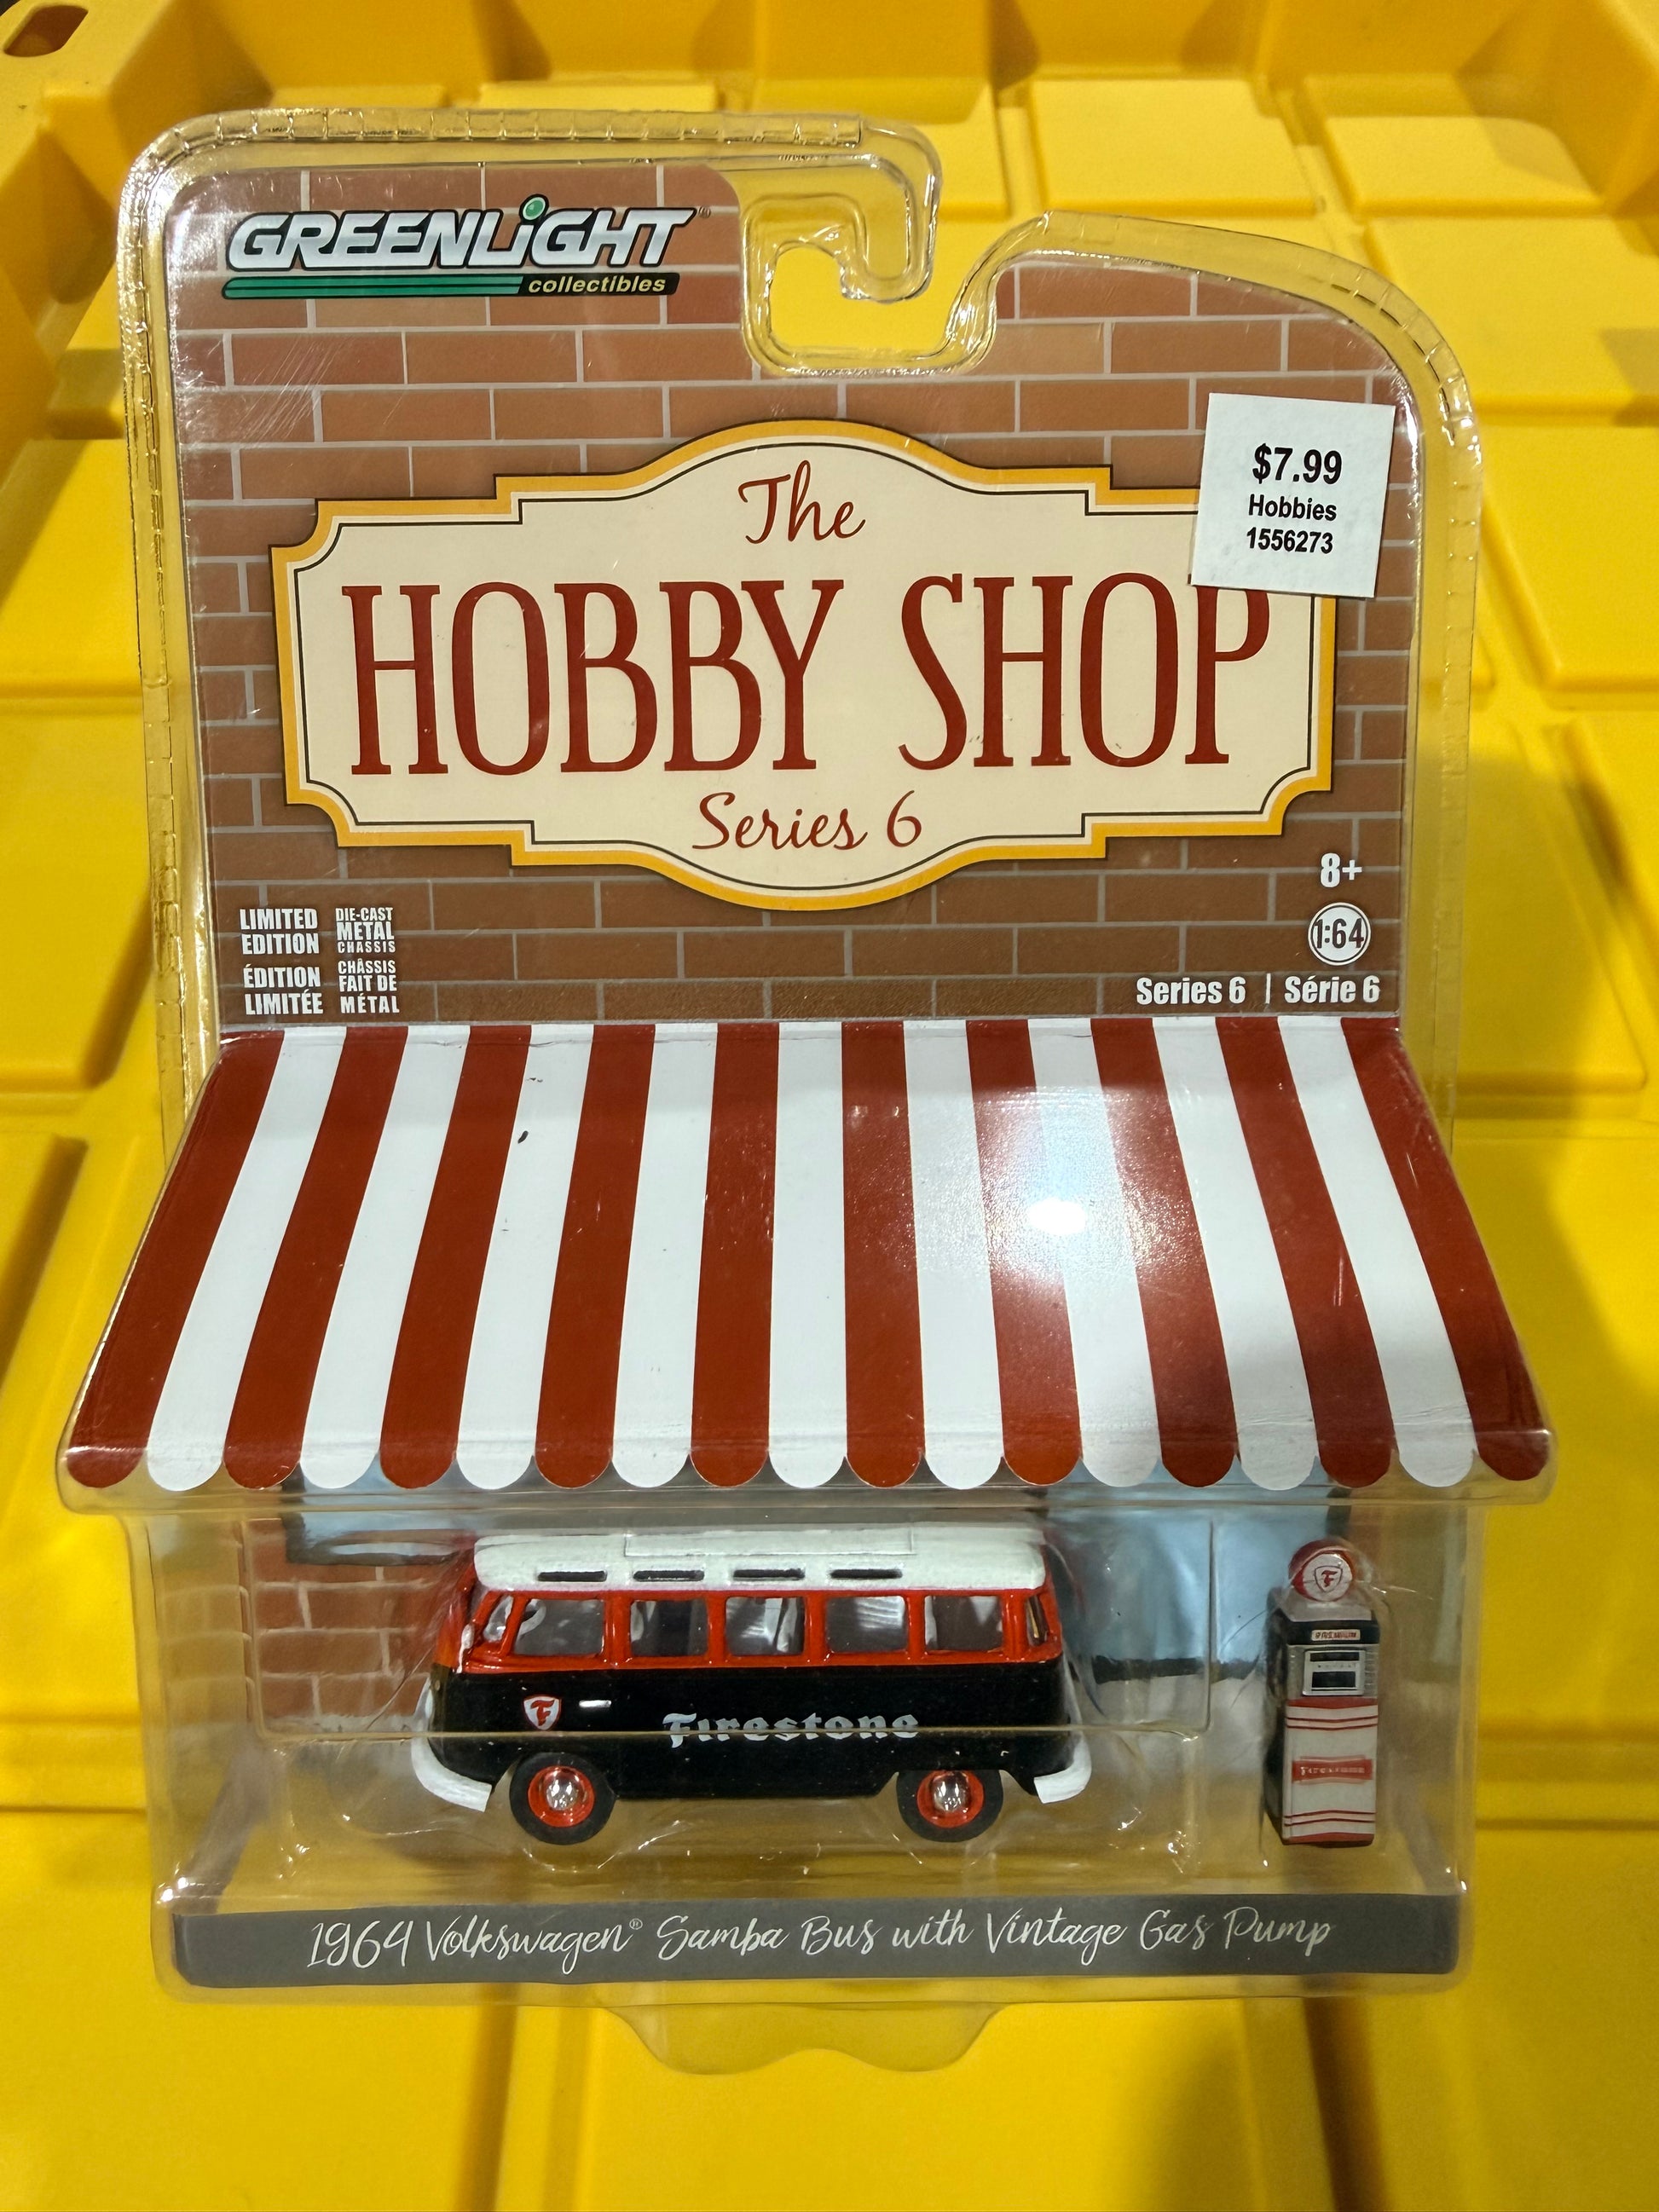 GREENLiGHT®
collectibles
$7.99
Hobbies
1556273
The
HOBBY SHOP
Series 6
8+
1:64
LIMITED
EDITION
DIE-CAST
METAL
CHASSIS
ÉDITION
LIMITÉE
CHÂSSIS
FAIT DE
MÉTAL
Series 6 | Série 6
F
F
Firestone
1964 Volkswagen® Samba Bus with Vintage Gas Pump